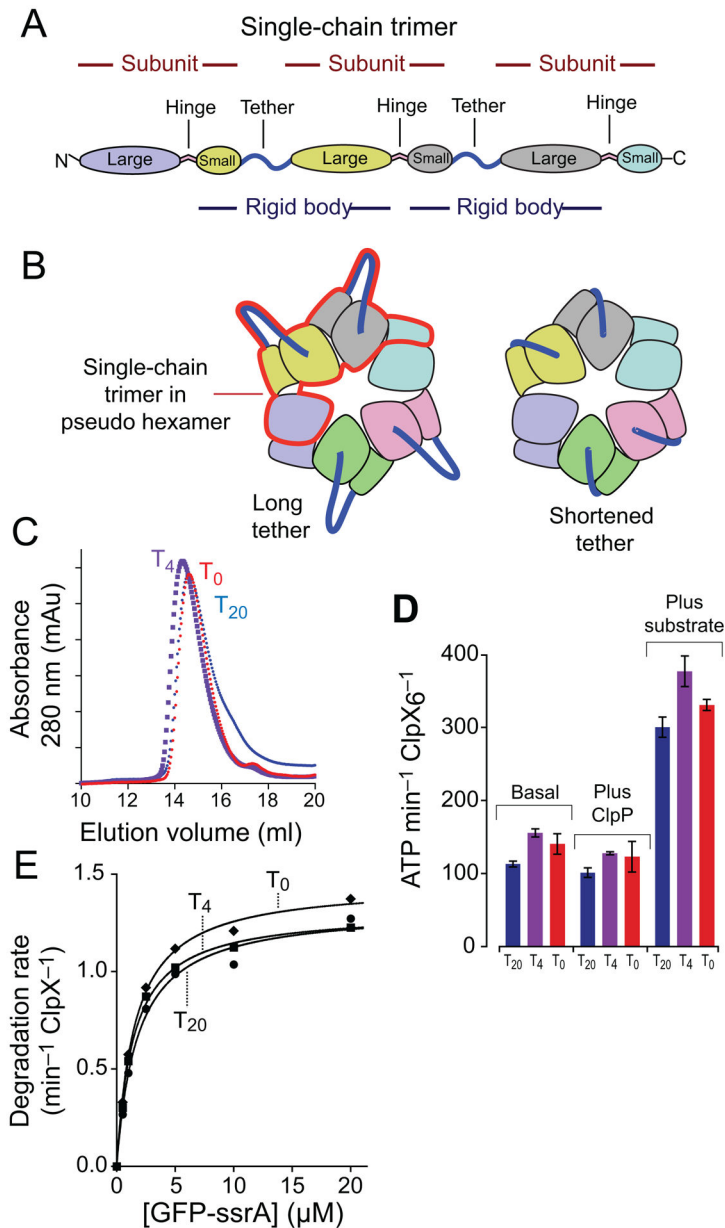 A
Single-chain trimer
Subunit Subunit Subunit
Hinge Tether Hinge Tether Hinge
N Large Small Large Small Large Small C
Rigid body Rigid body
B
Single-chain
trimer in
pseudo hexamer
Long
tether
Shortened
tether
C
T4 T0
T20
Absorbance
280 nm (mAu)
10 12 14 16 18 20
Elution volume (ml)
D
Plus
substrate
400
300
200
100
0
ATP min−1 ClpX6−1
Basal
Plus
ClpP
T20 T4 T0 T20 T4 T0 T20 T4 T0
E
1.5
1.0
0.5
0.0
Degradation rate
(min−1 ClpX−1)
T0
T4
T20
0 5 10 15 20
[GFP-ssrA] (μM)